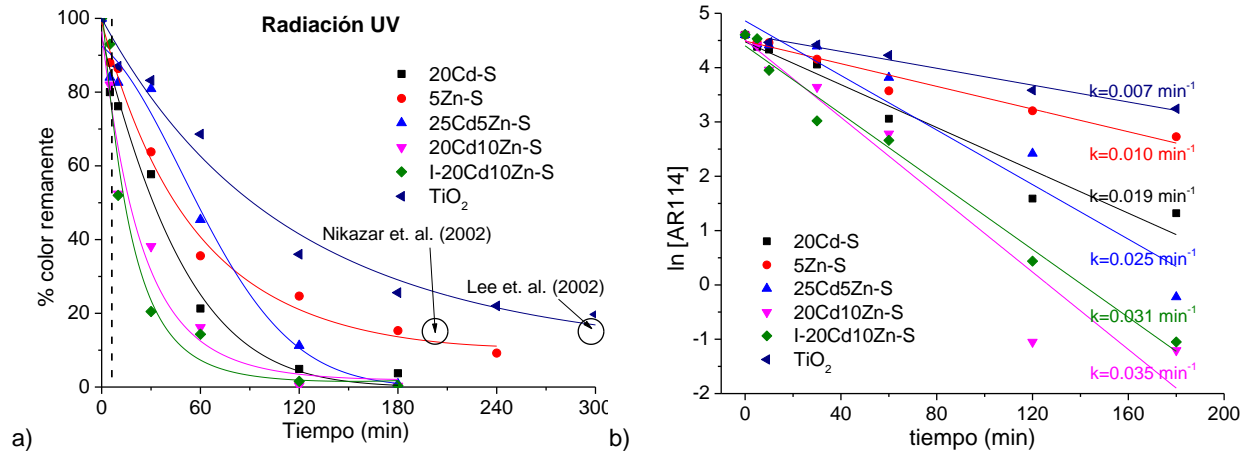 Radiación UV
% color remanente
100
80
60
40
20
0
20Cd-S
5Zn-S
25Cd5Zn-S
20Cd10Zn-S
I-20Cd10Zn-S
TiO2
Nikazar et. al. (2002)
Lee et. al. (2002)
0 60 120 180 240 300
Tiempo (min)
a)
ln [AR114]
5
4
3
2
1
0
-1
-2
k=0.007 min-1
k=0.010 min-1
k=0.019 min-1
k=0.025 min-1
k=0.031 min-1
k=0.035 min-1
20Cd-S
5Zn-S
25Cd5Zn-S
20Cd10Zn-S
I-20Cd10Zn-S
TiO2
0 40 80 120 160 200
tiempo (min)
b)